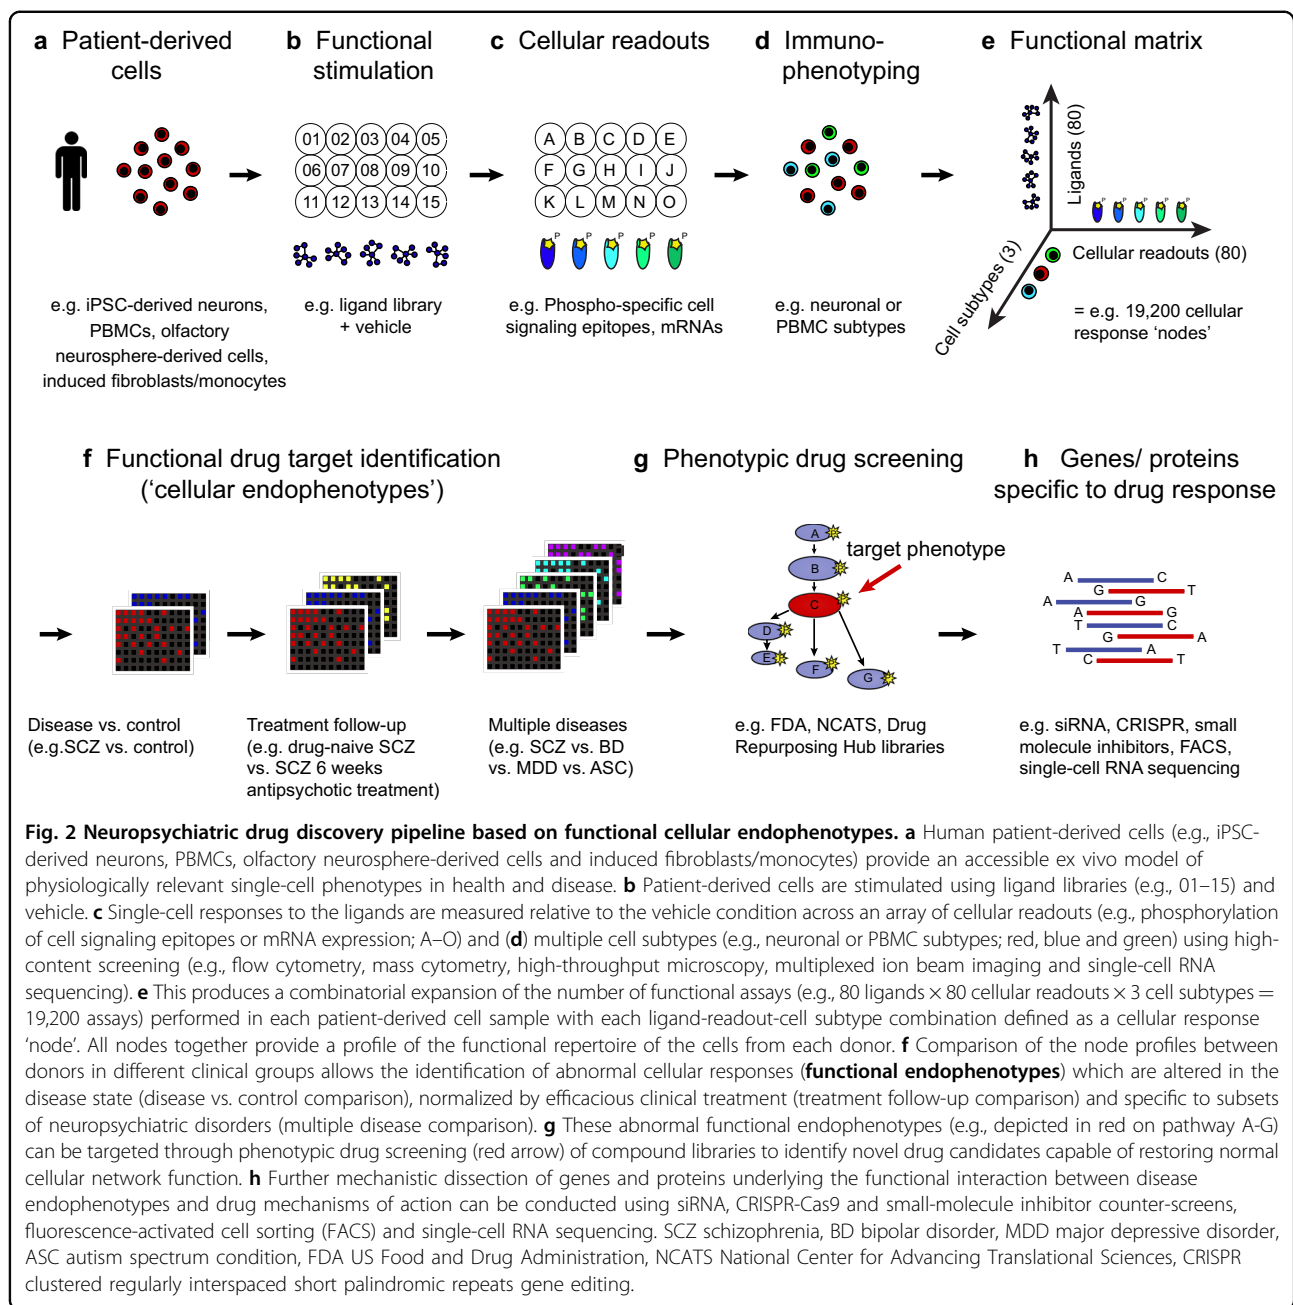 a Patient-derived cells
b Functional stimulation
c Cellular readouts
d Immuno-phenotyping
e Functional matrix
01 02 03 04 05
06 07 08 09 10
11 12 13 14 15
A B C D E
F G H I J
K L M N O
P P P P P
Ligands (80)
P P P P P
Cellular readouts (80)
Cell subtypes (3)
= e.g. 19,200 cellular
response ‘nodes’
e.g. iPSC-derived neurons,
PBMCs, olfactory
neurosphere-derived cells,
induced fibroblasts/monocytes
e.g. ligand library
+ vehicle
e.g. Phospho-specific cell
signaling epitopes, mRNAs
e.g. neuronal or
PBMC subtypes
f Functional drug target identification
(‘cellular endophenotypes’)
g Phenotypic drug screening
h Genes/ proteins
specific to drug response
A
B
C
D
E
F
G
target phenotype
A C
G T
A G
A G
T C
G A
T A
C T
Disease vs. control
(e.g.SCZ vs. control)
Treatment follow-up
(e.g. drug-naive SCZ
vs. SCZ 6 weeks
antipsychotic treatment)
Multiple diseases
(e.g. SCZ vs. BD
vs. MDD vs. ASC)
e.g. FDA, NCATS, Drug
Repurposing Hub libraries
e.g. siRNA, CRISPR, small
molecule inhibitors, FACS,
single-cell RNA sequencing
Fig. 2 Neuropsychiatric drug discovery pipeline based on functional cellular endophenotypes. a Human patient-derived cells (e.g., iPSC-
derived neurons, PBMCs, olfactory neurosphere-derived cells and induced fibroblasts/monocytes) provide an accessible ex vivo model of
physiologically relevant single-cell phenotypes in health and disease. b Patient-derived cells are stimulated using ligand libraries (e.g., 01–15) and
vehicle. c Single-cell responses to the ligands are measured relative to the vehicle condition across an array of cellular readouts (e.g., phosphorylation
of cell signaling epitopes or mRNA expression; A–O) and (d) multiple cell subtypes (e.g., neuronal or PBMC subtypes; red, blue and green) using high-
content screening (e.g., flow cytometry, mass cytometry, high-throughput microscopy, multiplexed ion beam imaging and single-cell RNA
sequencing). e This produces a combinatorial expansion of the number of functional assays (e.g., 80 ligands × 80 cellular readouts × 3 cell subtypes =
19,200 assays) performed in each patient-derived cell sample with each ligand-readout-cell subtype combination defined as a cellular response
‘node’. All nodes together provide a profile of the functional repertoire of the cells from each donor. f Comparison of the node profiles between
donors in different clinical groups allows the identification of abnormal cellular responses (functional endophenotypes) which are altered in the
disease state (disease vs. control comparison), normalized by efficacious clinical treatment (treatment follow-up comparison) and specific to subsets
of neuropsychiatric disorders (multiple disease comparison). g These abnormal functional endophenotypes (e.g., depicted in red on pathway A-G)
can be targeted through phenotypic drug screening (red arrow) of compound libraries to identify novel drug candidates capable of restoring normal
cellular network function. h Further mechanistic dissection of genes and proteins underlying the functional interaction between disease
endophenotypes and drug mechanisms of action can be conducted using siRNA, CRISPR-Cas9 and small-molecule inhibitor counter-screens,
fluorescence-activated cell sorting (FACS) and single-cell RNA sequencing. SCZ schizophrenia, BD bipolar disorder, MDD major depressive disorder,
ASC autism spectrum condition, FDA US Food and Drug Administration, NCATS National Center for Advancing Translational Sciences, CRISPR
clustered regularly interspaced short palindromic repeats gene editing.